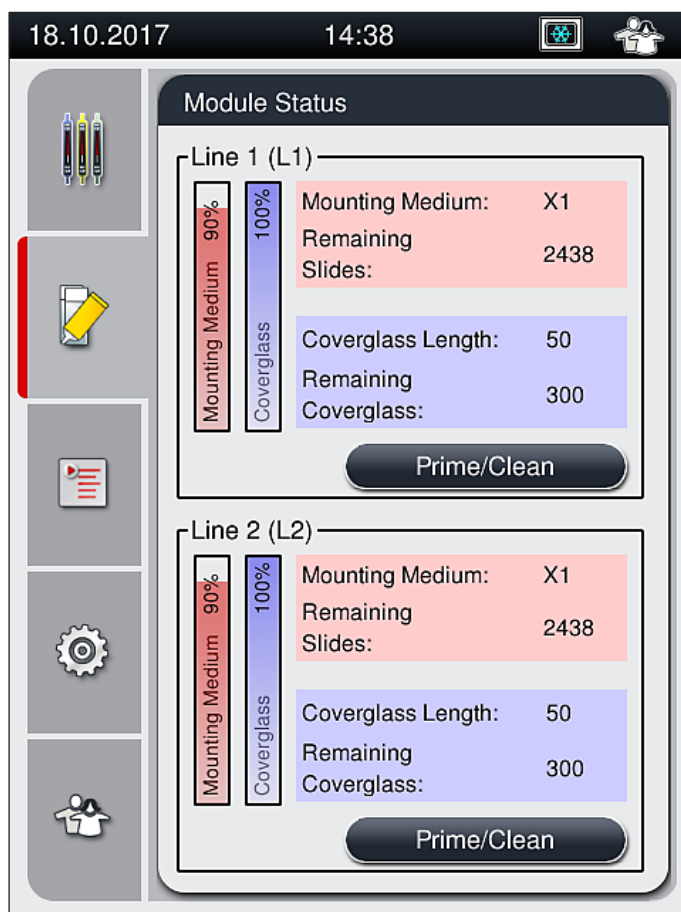 18.10.2017 14:38
Module Status
Line 1 (L1)
Mounting Medium 90%
Coverglass 100%
Mounting Medium: X1
Remaining
Slides: 2438
Coverglass Length: 50
Remaining
Coverglass: 300
Prime/Clean
Line 2 (L2)
Mounting Medium 90%
Coverglass 100%
Mounting Medium: X1
Remaining
Slides: 2438
Coverglass Length: 50
Remaining
Coverglass: 300
Prime/Clean